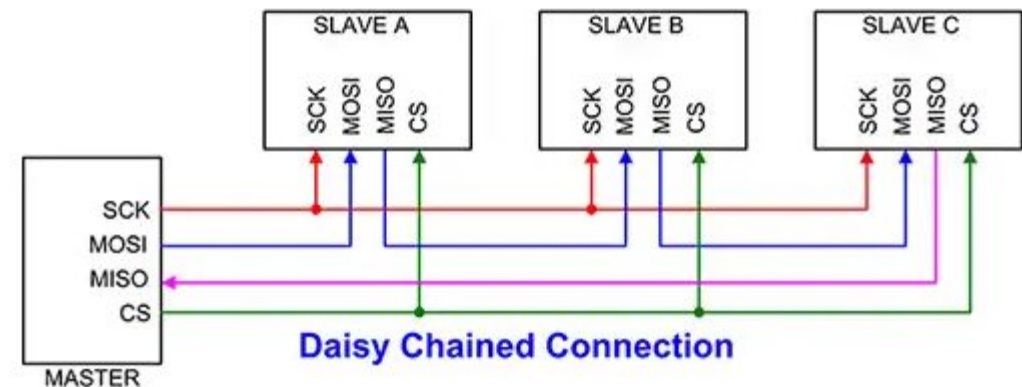 SLAVE A
SLAVE B
SLAVE C
SCK
MOSI
MISO
CS
SCK
MOSI
MISO
CS
SCK
MOSI
MISO
CS
SCK
MOSI
MISO
CS
Daisy Chained Connection
MASTER